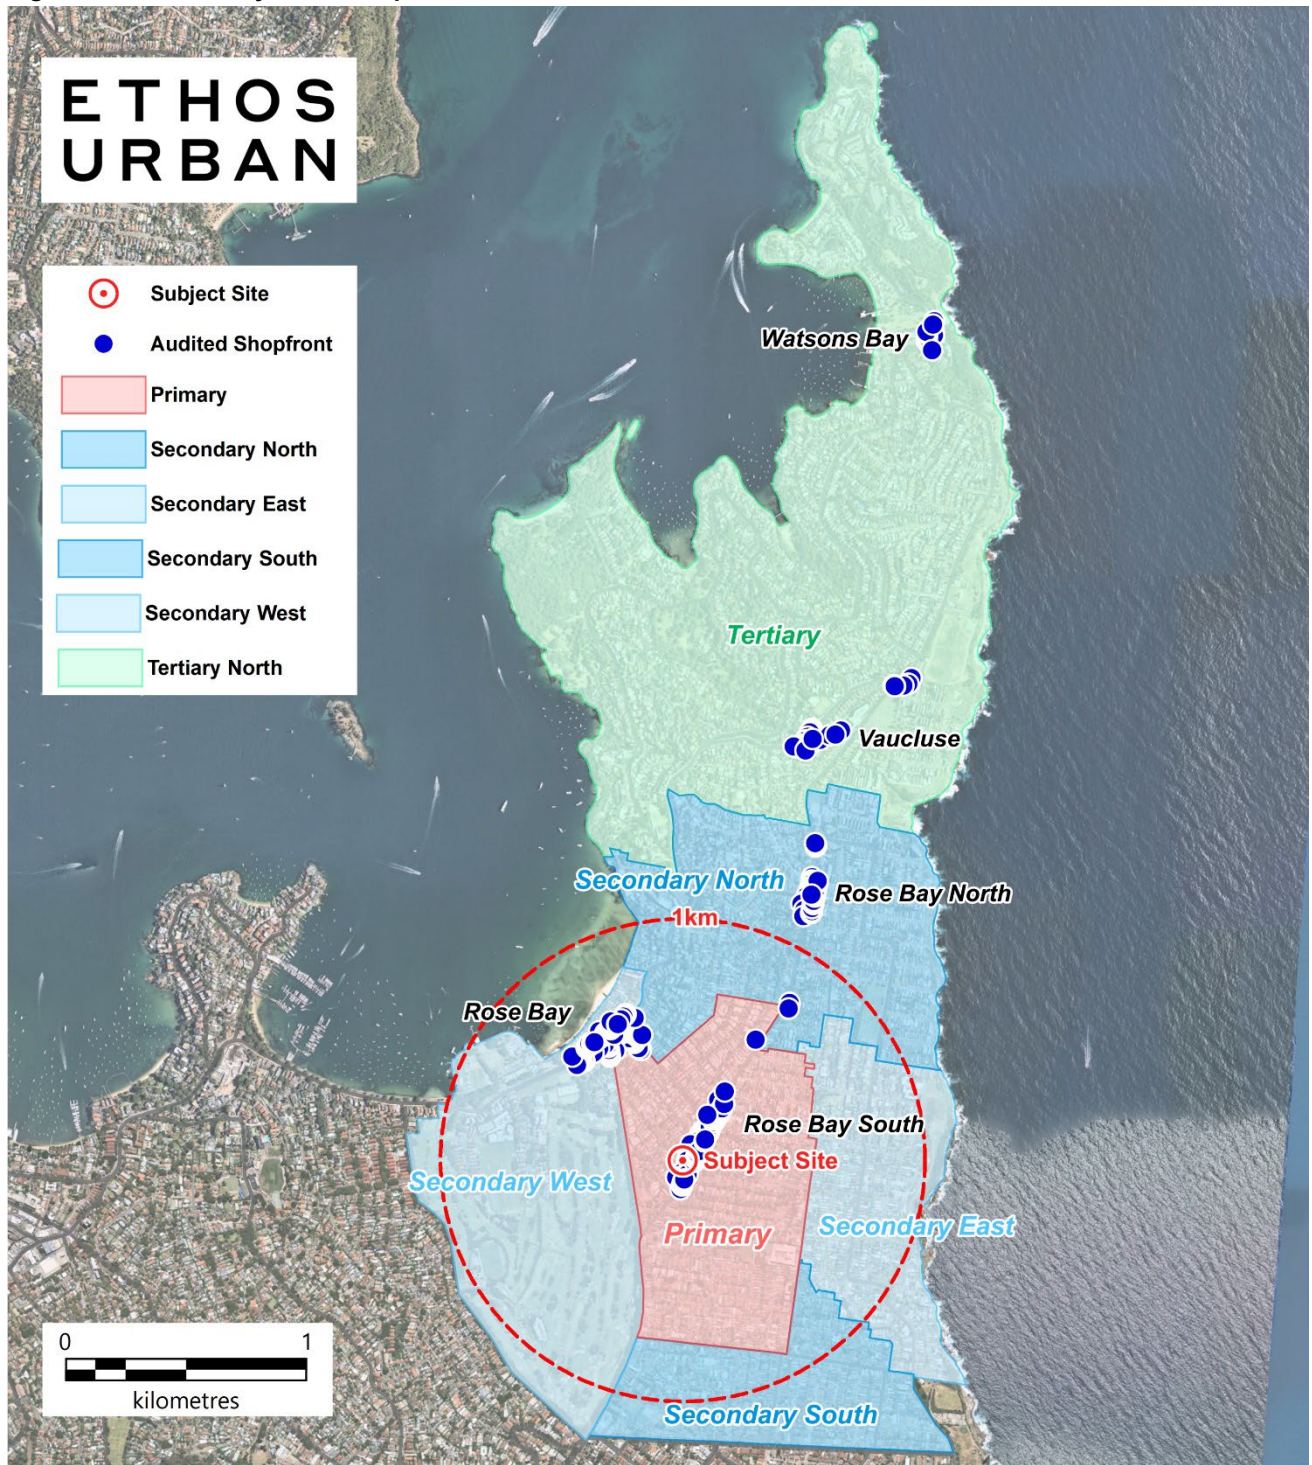 ETHOS
URBAN
Subject Site
Audited Shopfront
Primary
Secondary North
Secondary East
Secondary South
Secondary West
Tertiary North
Watsons Bay
Tertiary
Vaucluse
Secondary North
Rose Bay North
1km
Rose Bay
Rose Bay South
Subject Site
Secondary West
Secondary East
Primary
Secondary South
0 1
kilometres